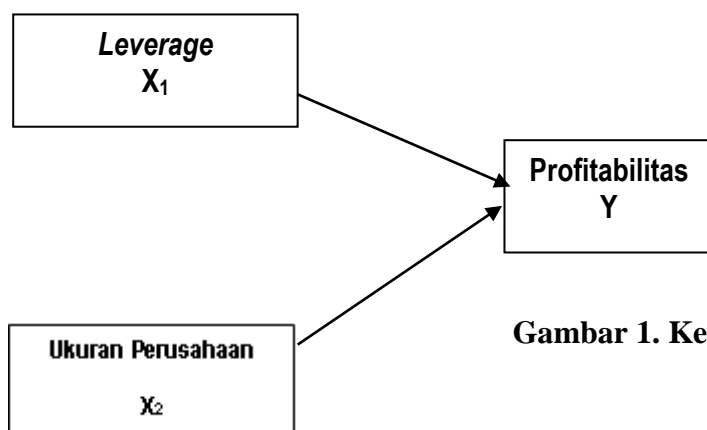 Leverage
X₁
Profitabilitas
Y
Gambar 1. Ke
Ukuran Perusahaan
X₂